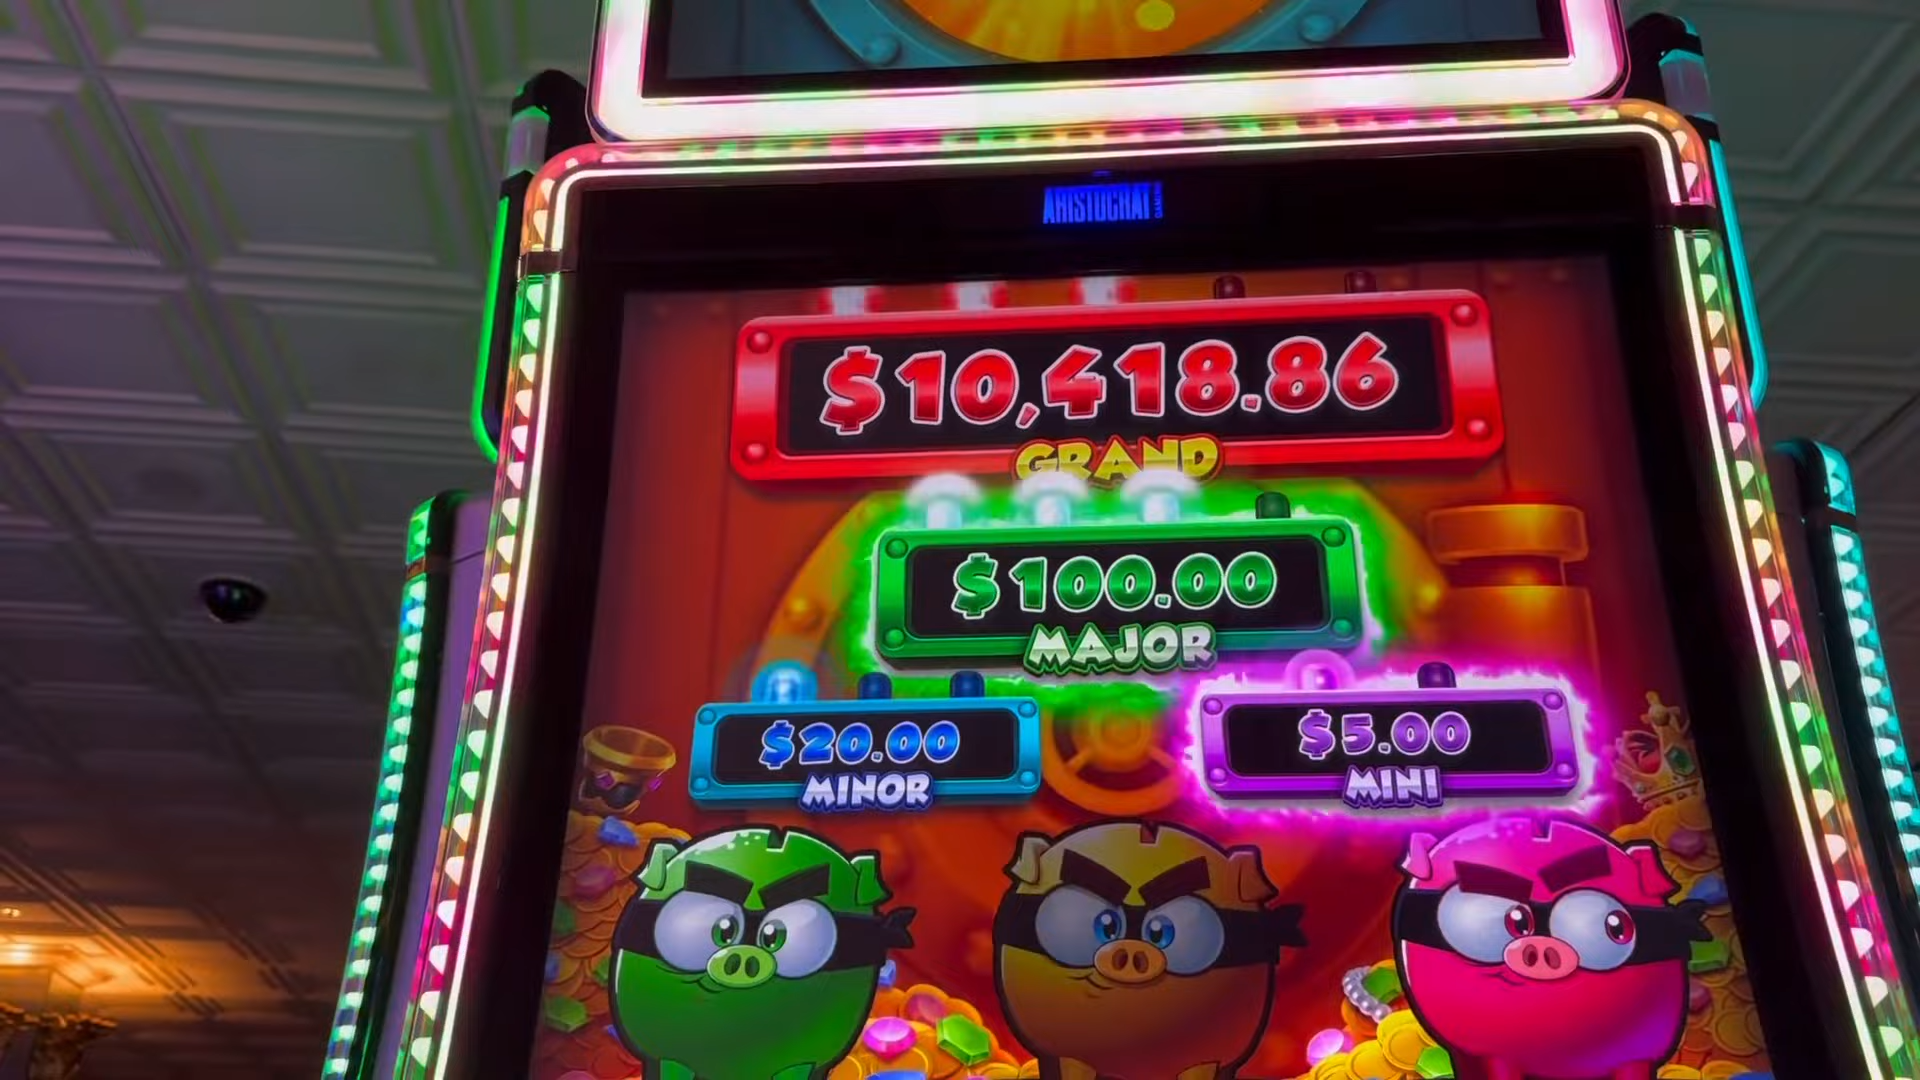 ARISTOCRAT
$10,418.86
GRAND
$100.00
MAJOR
$20.00
MINOR
$5.00
MINI